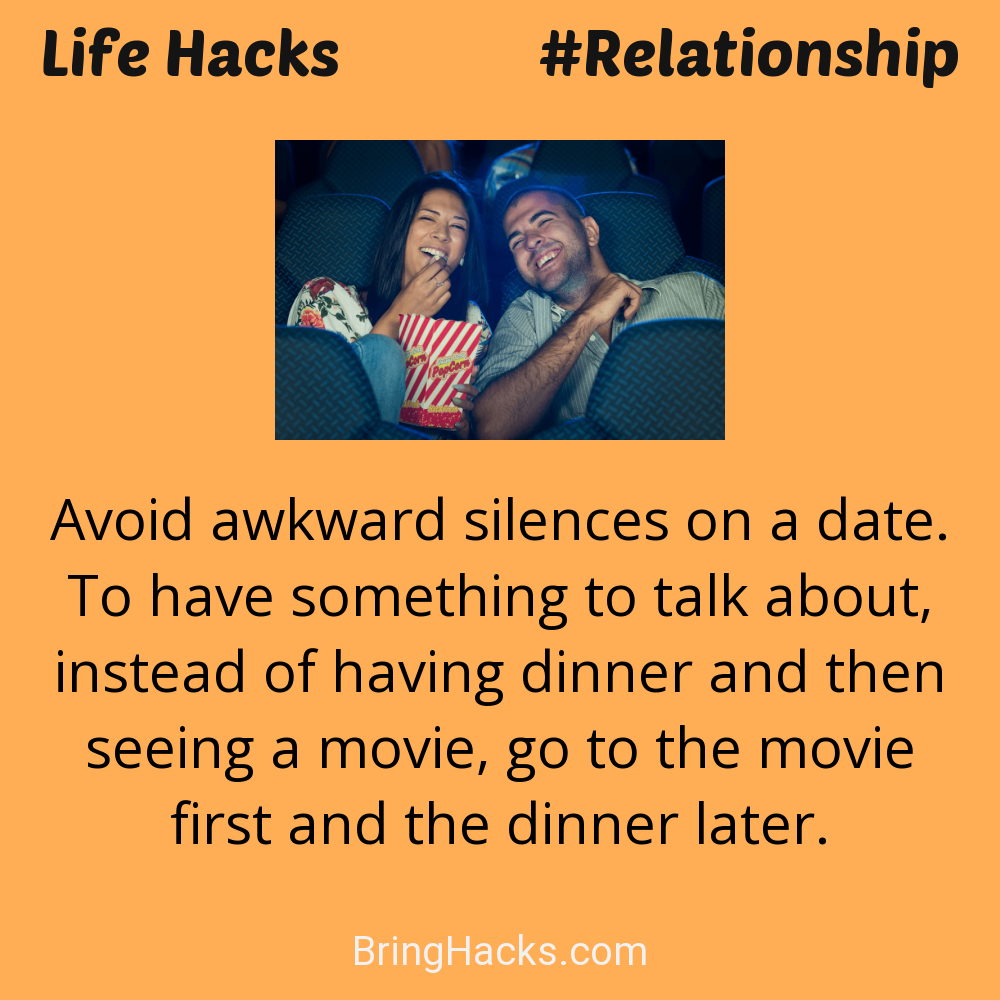 Life Hacks #Relationship
PopCorn
Avoid awkward silences on a date.
To have something to talk about,
instead of having dinner and then
seeing a movie, go to the movie
first and the dinner later.
BringHacks.com